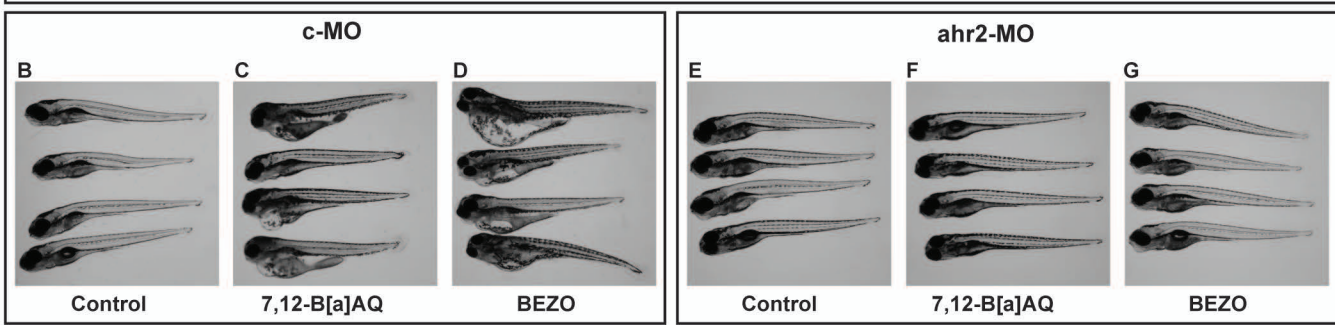 c-MO
ahr2-MO
B
C
D
E
F
G
Control
7,12-B[a]AQ
BEZO
Control
7,12-B[a]AQ
BEZO